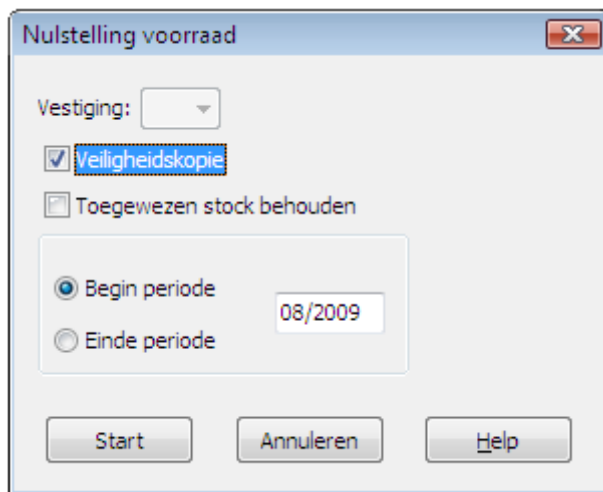 Nulstelling voorraad
Vestiging:
Veiligheidskopie
Toegewezen stock behouden
Begin periode
08/2009
Einde periode
Start Annuleren Help